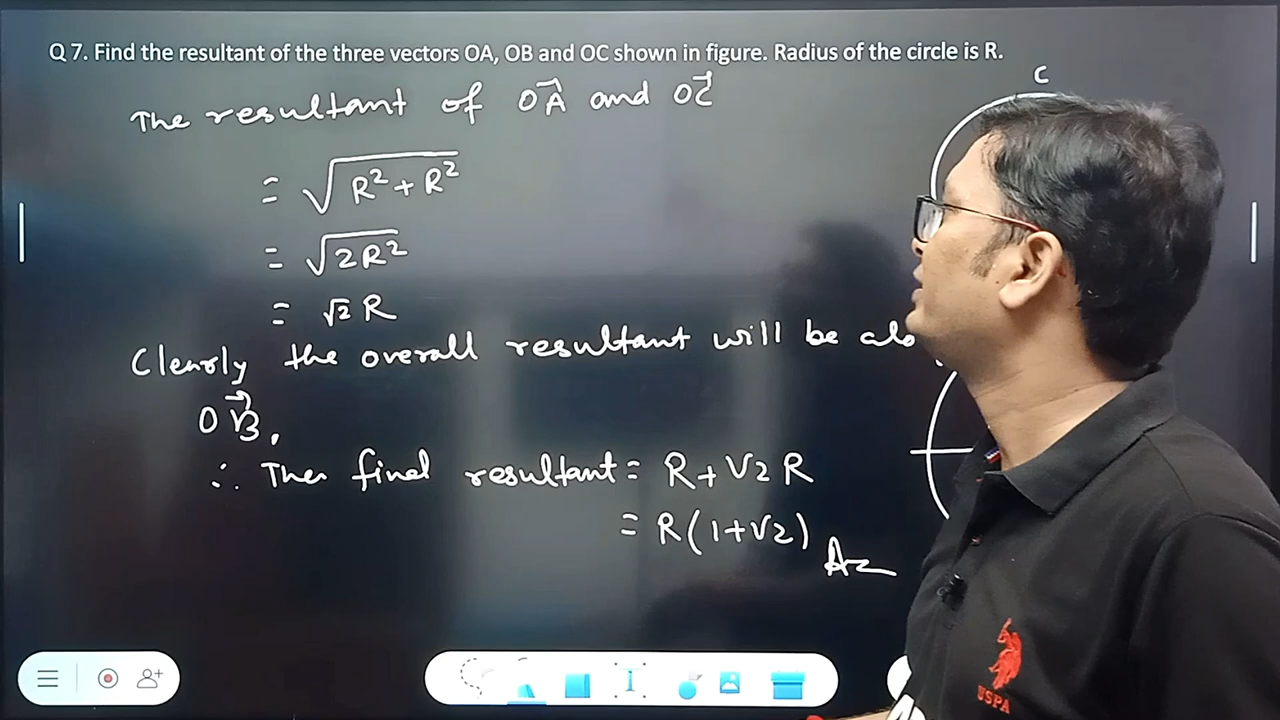 Q 7. Find the resultant of the three vectors OA, OB and OC shown in figure. Radius of the circle is R.
C
The resultant of OA⃗ and OC⃗
= √(R² + R²)
= √(2R²)
= √2 R
Clearly the overall resultant will be alo
OB⃗.
∴ Then final resultant = R + √2 R
= R(1+√2)
USPA